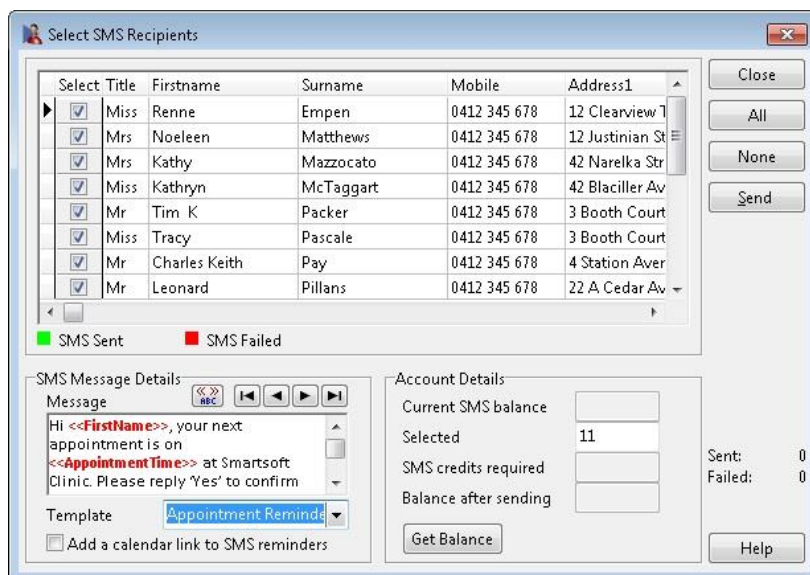 Select SMS Recipients
Select Title Firstname Surname Mobile Address1
Miss Renne Empen 0412 345 678 12 Clearview T
Mrs Noeleen Matthews 0412 345 678 12 Justinian St
Mrs Kathy Mazzocato 0412 345 678 42 Narelka Str
Miss Kathryn McTaggart 0412 345 678 42 Blaciller Av
Mr Tim K Packer 0412 345 678 3 Booth Court
Miss Tracy Pascale 0412 345 678 3 Booth Court
Mr Charles Keith Pay 0412 345 678 4 Station Aver
Mr Leonard Pillans 0412 345 678 22 A Cedar Av
Close
All
None
Send
SMS Sent SMS Failed
SMS Message Details
Message
«» ABC
Hi <<FirstName>>, your next
appointment is on
<<AppointmentTime>> at Smartsoft
Clinic. Please reply 'Yes' to confirm
Template Appointment Reminde
Add a calendar link to SMS reminders
Account Details
Current SMS balance
Selected 11
SMS credits required
Balance after sending
Get Balance
Sent: 0
Failed: 0
Help